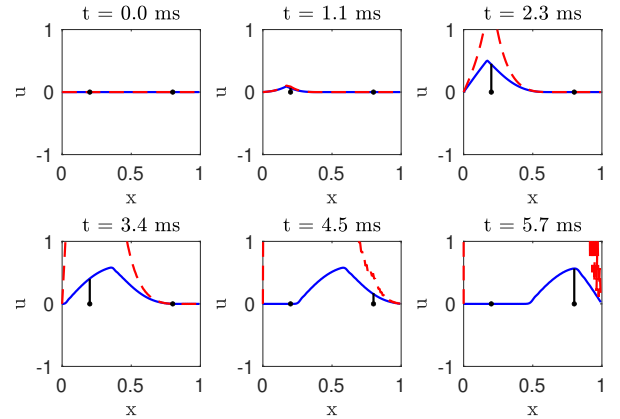 t = 0.0 ms t = 1.1 ms t = 2.3 ms
1 1 1
u u u
0 0 0
-1 -1 -1
0 0.5 1 0 0.5 1 0 0.5 1
x x x
t = 3.4 ms t = 4.5 ms t = 5.7 ms
1 1 1
u u u
0 0 0
-1 -1 -1
0 0.5 1 0 0.5 1 0 0.5 1
x x x